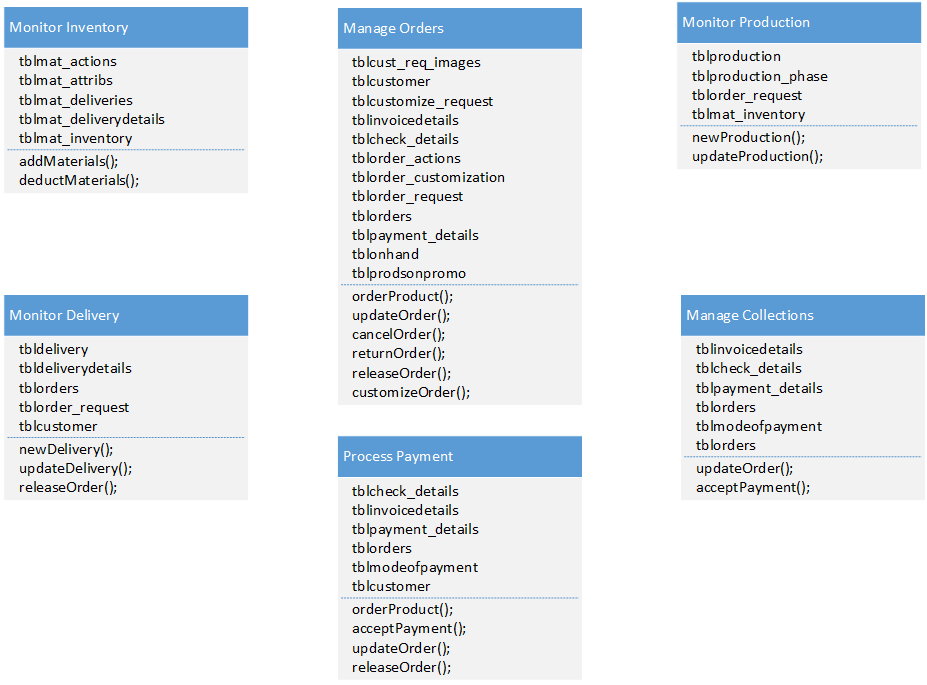 Monitor Inventory
tblmat_actions
tblmat_attribs
tblmat_deliveries
tblmat_deliverydetails
tblmat_inventory
addMaterials();
deductMaterials();
Manage Orders
tblcust_req_images
tblcustomer
tblcustomize_request
tblinvoicedetails
tblcheck_details
tblorder_actions
tblorder_customization
tblorder_request
tblorders
tblpayment_details
tblonhand
tblprodsonpromo
orderProduct();
updateOrder();
cancelOrder();
returnOrder();
releaseOrder();
customizeOrder();
Monitor Production
tblproduction
tblproduction_phase
tblorder_request
tblmat_inventory
newProduction();
updateProduction();
Monitor Delivery
tbldelivery
tbldeliverydetails
tblorders
tblorder_request
tblcustomer
newDelivery();
updateDelivery();
releaseOrder();
Process Payment
tblcheck_details
tblinvoicedetails
tblpayment_details
tblorders
tblmodeofpayment
tblcustomer
orderProduct();
acceptPayment();
updateOrder();
releaseOrder();
Manage Collections
tblinvoicedetails
tblcheck_details
tblpayment_details
tblorders
tblmodeofpayment
tblorders
updateOrder();
acceptPayment();